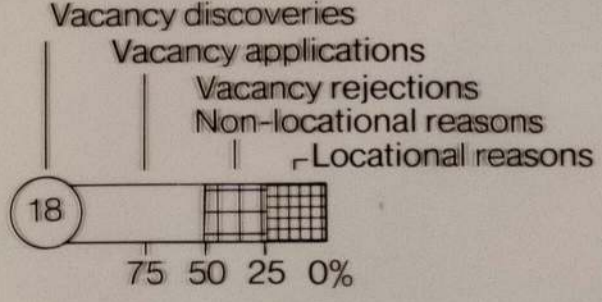 Vacancy discoveries
Vacancy applications
Vacancy rejections
Non-locational reasons
Locational reasons
18
75 50 25 0%